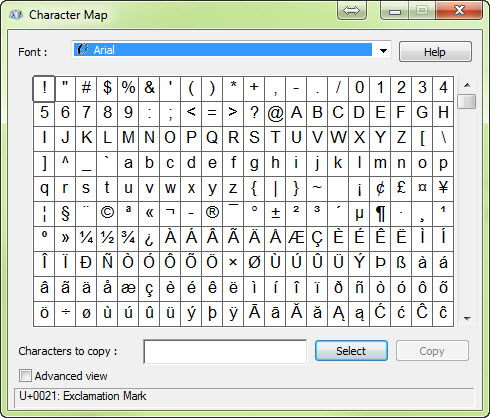 Character Map
Font : Arial Help
! " # $ % & ' ( ) * + , - . / 0 1 2 3 4
5 6 7 8 9 : ; < = > ? @ A B C D E F G H
I J K L M N O P Q R S T U V W X Y Z [ \
] ^ _ ` a b c d e f g h i j k l m n o p
q r s t u v w x y z { | } ~ ¡ ¢ £ ¤ ¥
¦ § ¨ © ª « ¬ - ® ¯ ° ± ² ³ ´ µ ¶ · ¸ ¹
º » ¼ ½ ¾ ¿ À Á Â Ã Ä Å Æ Ç È É Ê Ë Ì Í
Î Ï Ð Ñ Ò Ó Ô Õ Ö × Ø Ù Ú Û Ü Ý Þ ß à á
â ã ä å æ ç è é ê ë ì í î ï ð ñ ò ó ô õ
ö ÷ ø ù ú û ü ý þ ÿ Ā ā Ă ă Ą ą Ć ć Ĉ ĉ
Characters to copy : Select Copy
Advanced view
U+0021: Exclamation Mark